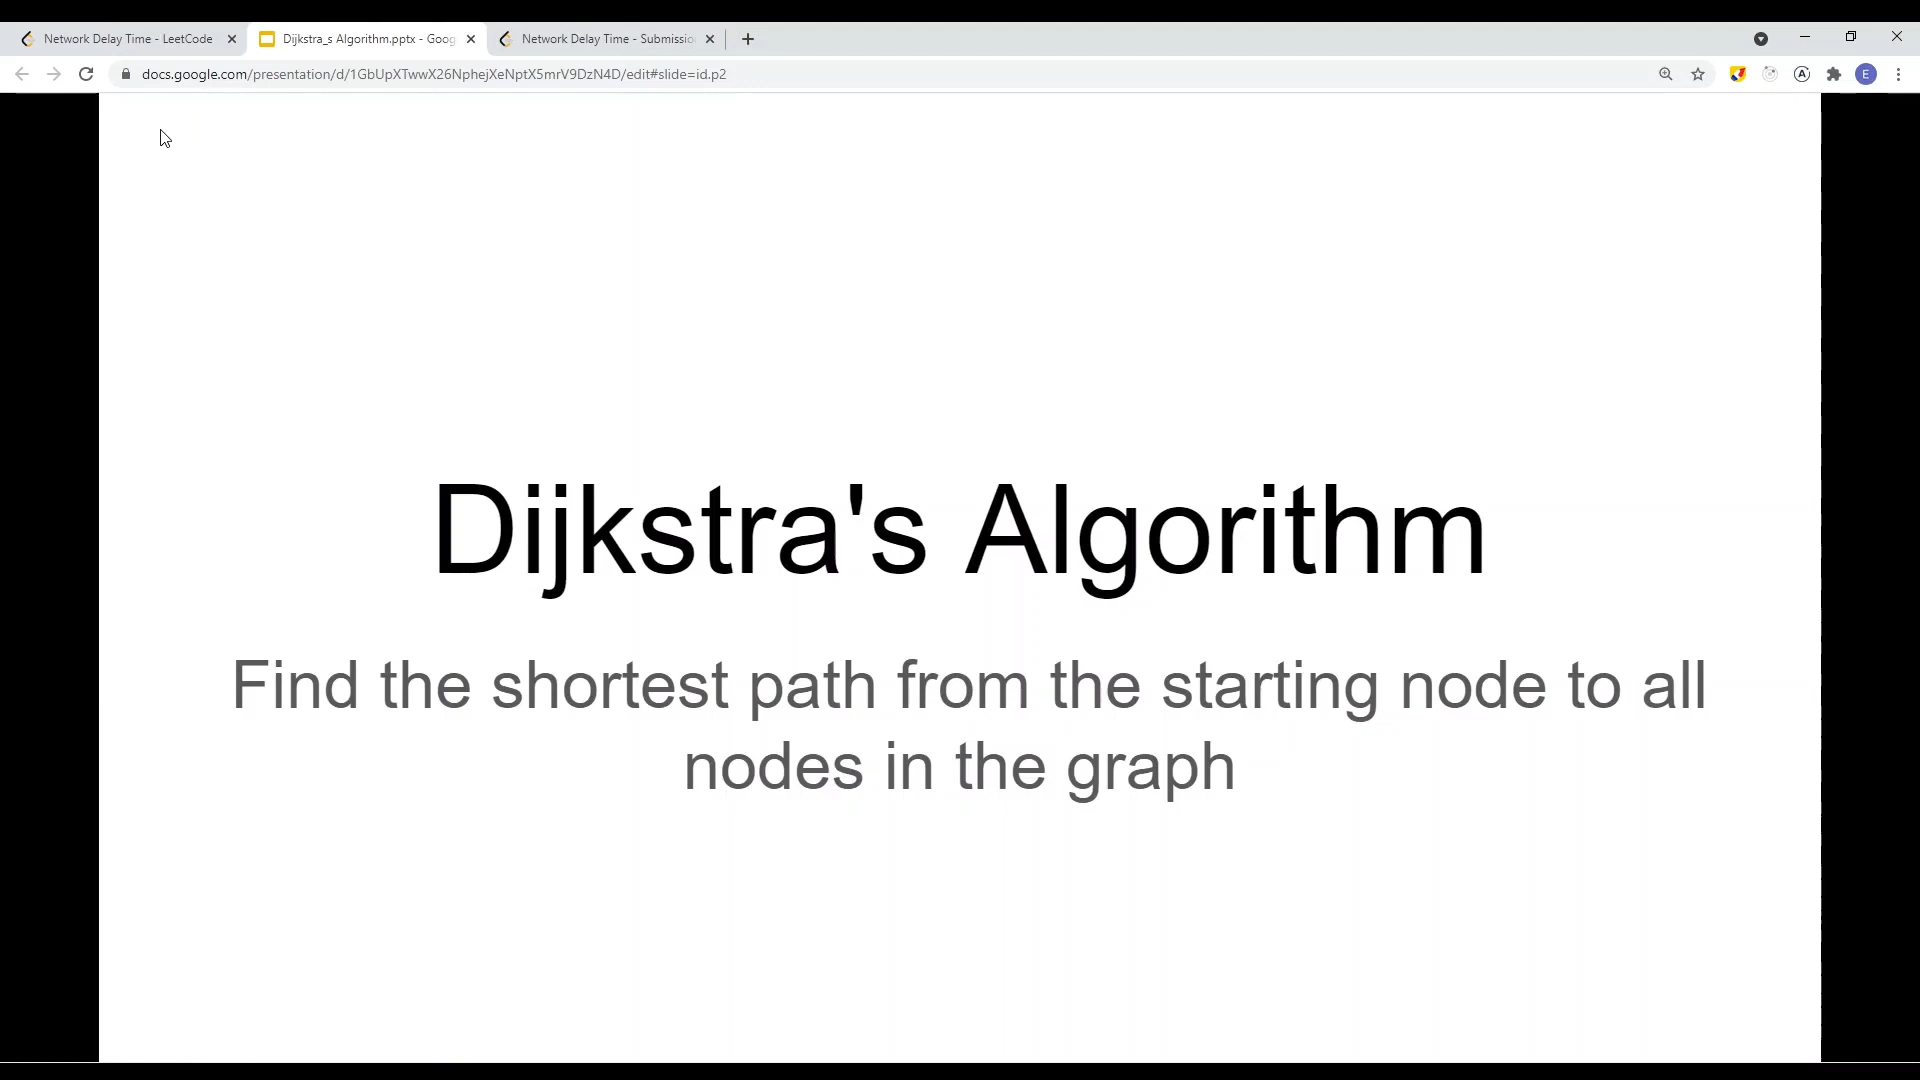 Network Delay Time - LeetCode
Dijkstra_s Algorithm.pptx - Goog
Network Delay Time - Submissio
docs.google.com/presentation/d/1GbUpXTwwX26NphejXeNptX5mrV9DzN4D/edit#slide=id.p2
A
E
Dijkstra's Algorithm
Find the shortest path from the starting node to all
nodes in the graph